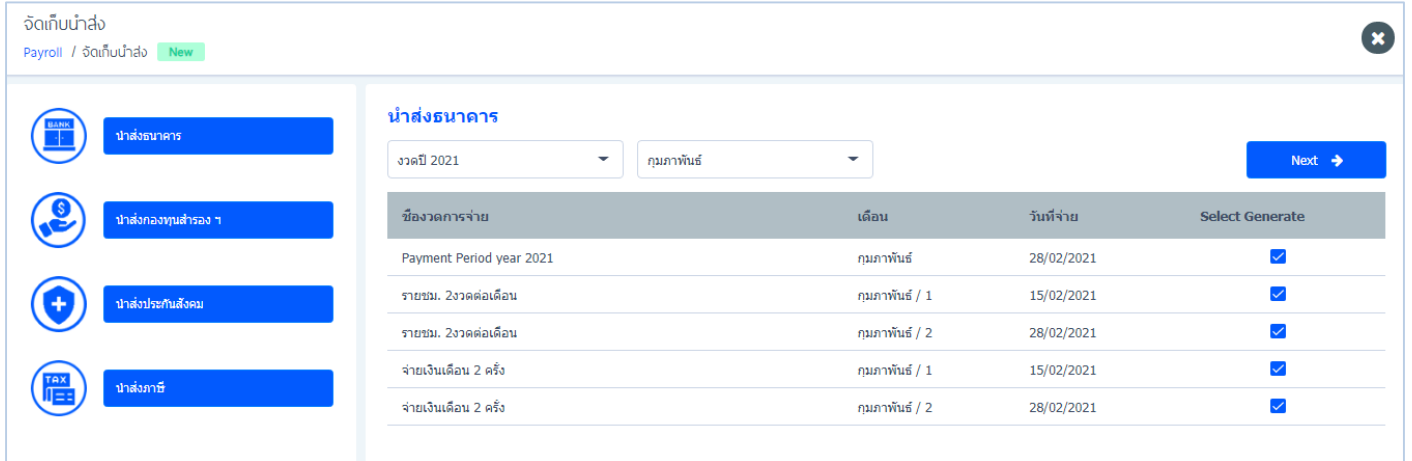 จัดเก็บนำส่ง
Payroll / จัดเก็บนำส่ง New
BANK
นำส่งธนาคาร
$
นำส่งกองทุนสำรอง ฯ
นำส่งประกันสังคม
TAX
นำส่งภาษี
นำส่งธนาคาร
งวดปี 2021 กุมภาพันธ์ Next
ชื่องวดการจ่าย เดือน วันที่จ่าย Select Generate
Payment Period year 2021 กุมภาพันธ์ 28/02/2021
รายชม. 2งวดต่อเดือน กุมภาพันธ์ / 1 15/02/2021
รายชม. 2งวดต่อเดือน กุมภาพันธ์ / 2 28/02/2021
จ่ายเงินเดือน 2 ครั้ง กุมภาพันธ์ / 1 15/02/2021
จ่ายเงินเดือน 2 ครั้ง กุมภาพันธ์ / 2 28/02/2021